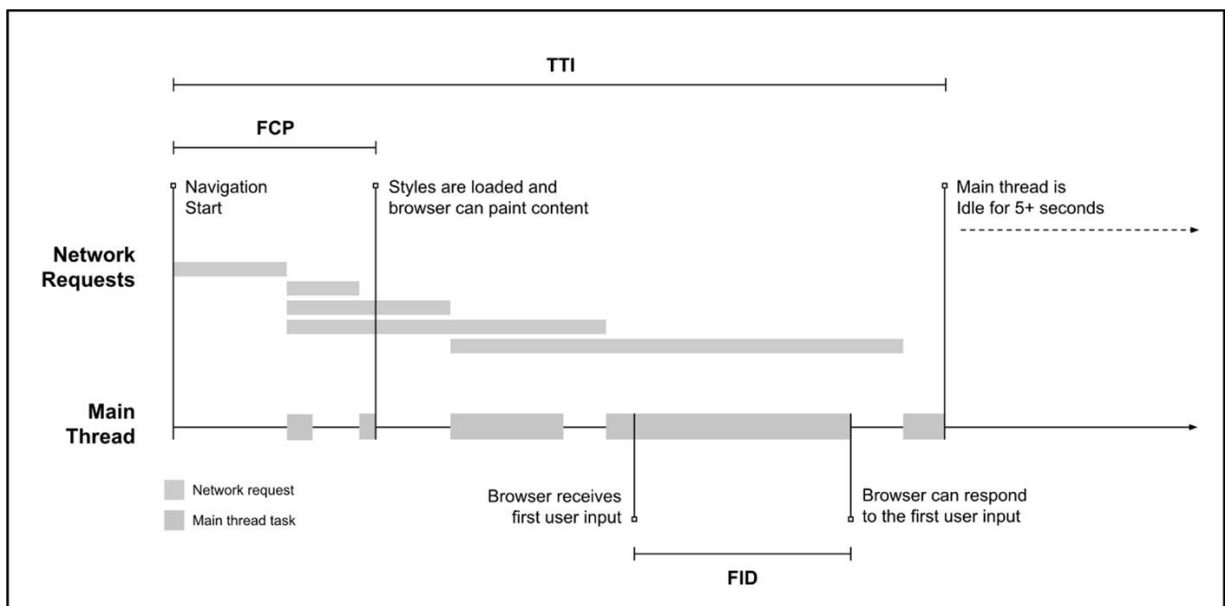 TTI
FCP
Navigation
Start
Styles are loaded and
browser can paint content
Main thread is
Idle for 5+ seconds
Network
Requests
Main
Thread
Network request
Main thread task
Browser receives
first user input
Browser can respond
to the first user input
FID